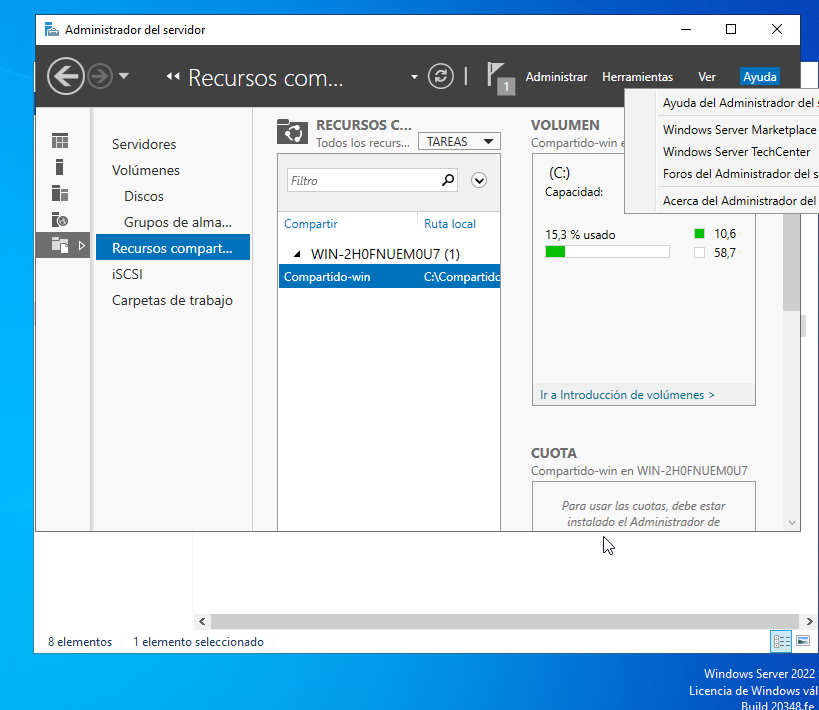 Administrador del servidor
Recursos com...
1
Administrar Herramientas Ver Ayuda
Ayuda del Administrador del s
Windows Server Marketplace
Windows Server TechCenter
Foros del Administrador del s
Acerca del Administrador del
Servidores
Volúmenes
Discos
Grupos de alma...
Recursos compart...
iSCSI
Carpetas de trabajo
RECURSOS C...
Todos los recurs...
TAREAS
Filtro
Compartir Ruta local
WIN-2H0FNUEM0U7 (1)
Compartido-win C:\Compartido
VOLUMEN
Compartido-win e
(C:)
Capacidad:
15,3 % usado
10,6
58,7
Ir a Introducción de volúmenes >
CUOTA
Compartido-win en WIN-2H0FNUEM0U7
Para usar las cuotas, debe estar
instalado el Administrador de
8 elementos 1 elemento seleccionado
Windows Server 2022
Licencia de Windows vál
Build 20348.fe